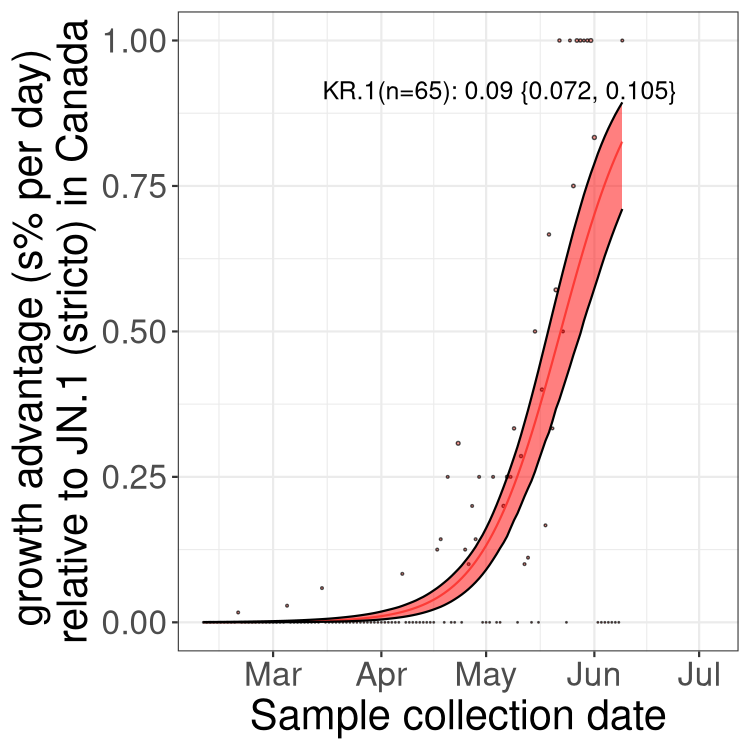 growth advantage (s% per day)
relative to JN.1 (stricto) in Canada
1.00
0.75
0.50
0.25
0.00
KR.1(n=65): 0.09 {0.072, 0.105}
Mar Apr May Jun Jul
Sample collection date